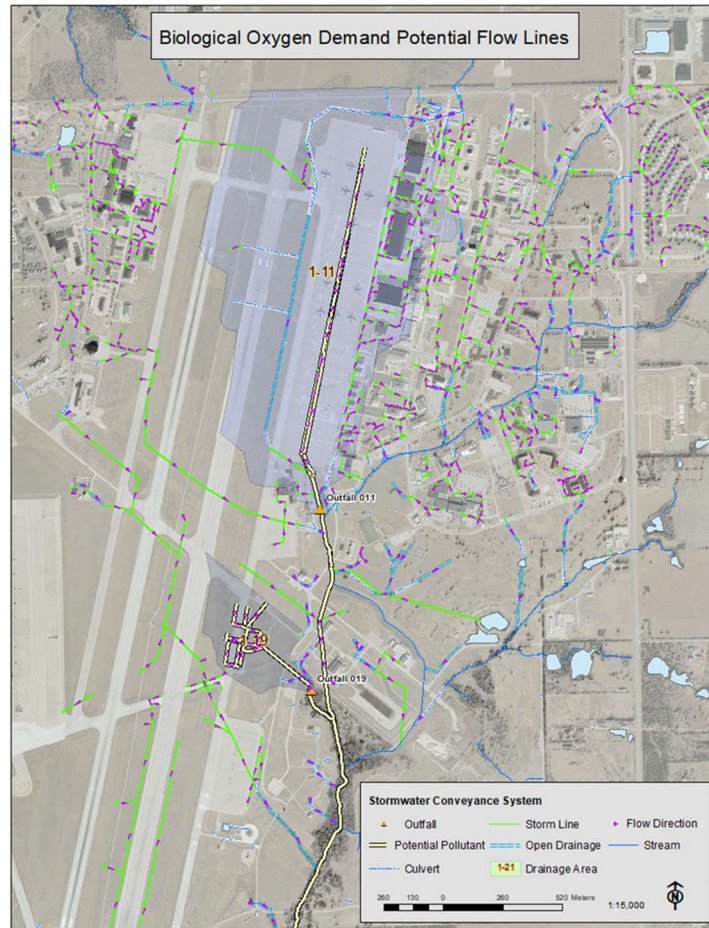 Biological Oxygen Demand Potential Flow Lines
1-11
Outfall 011
1-19
Outfall 019
Stormwater Conveyance System
Outfall
Storm Line
Flow Direction
Potential Pollutant
Open Drainage
Stream
Culvert
1-21 Drainage Area
260 130 0 260 520 Meters
1:15,000